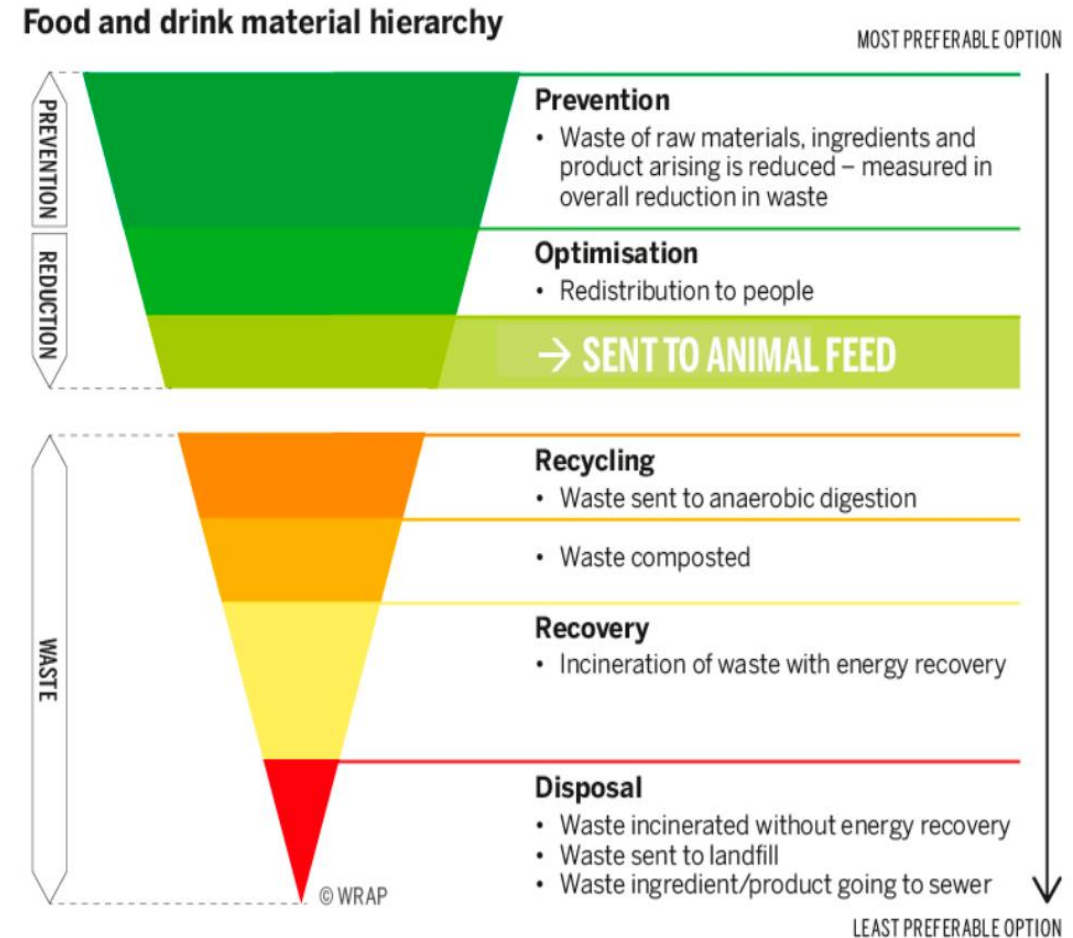 Food and drink material hierarchy
MOST PREFERABLE OPTION
PREVENTION
Prevention
• Waste of raw materials, ingredients and
product arising is reduced – measured in
overall reduction in waste
REDUCTION
Optimisation
• Redistribution to people
→ SENT TO ANIMAL FEED
WASTE
Recycling
• Waste sent to anaerobic digestion
• Waste composted
Recovery
• Incineration of waste with energy recovery
Disposal
• Waste incinerated without energy recovery
• Waste sent to landfill
• Waste ingredient/product going to sewer
© WRAP
LEAST PREFERABLE OPTION